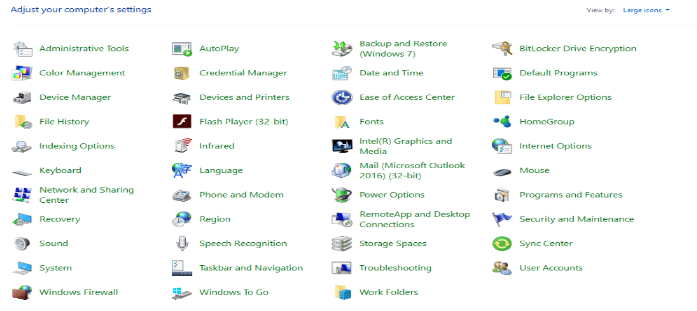 Adjust your computer's settings
View by: Large icons
Administrative Tools
AutoPlay
Backup and Restore
(Windows 7)
BitLocker Drive Encryption
Color Management
Credential Manager
Date and Time
Default Programs
Device Manager
Devices and Printers
Ease of Access Center
File Explorer Options
File History
Flash Player (32-bit)
Fonts
HomeGroup
Indexing Options
Infrared
Intel(R) Graphics and
Media
Internet Options
Keyboard
Language
Mail (Microsoft Outlook
2016) (32-bit)
Mouse
Network and Sharing
Center
Phone and Modem
Power Options
Programs and Features
Recovery
Region
RemoteApp and Desktop
Connections
Security and Maintenance
Sound
Speech Recognition
Storage Spaces
Sync Center
System
Taskbar and Navigation
Troubleshooting
User Accounts
Windows Firewall
Windows To Go
Work Folders